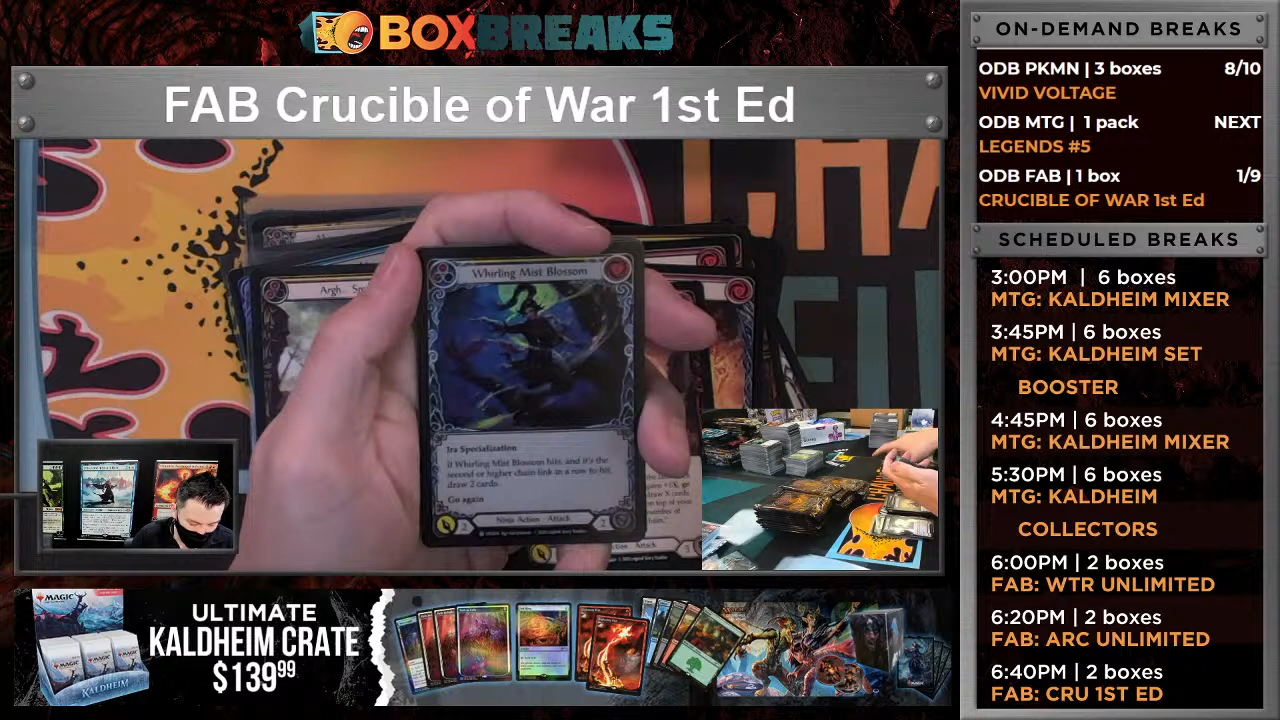 BOXBREAKS
FAB Crucible of War 1st Ed
Argh... Sm
Whirling Mist Blossom
Ira Specialization
If Whirling Mist Blossom hits, and it's the
second or higher chain link in a row to hit,
draw 2 cards.
Go again
2
Ninja Action - Attack
2
ULTIMATE
KALDHEIM CRATE
$139.99
MAGIC
KALDHEIM
ON-DEMAND BREAKS
ODB PKMN | 3 boxes 8/10
VIVID VOLTAGE
ODB MTG | 1 pack NEXT
LEGENDS #5
ODB FAB | 1 box 1/9
CRUCIBLE OF WAR 1st Ed
SCHEDULED BREAKS
3:00PM | 6 boxes
MTG: KALDHEIM MIXER
3:45PM | 6 boxes
MTG: KALDHEIM SET
BOOSTER
4:45PM | 6 boxes
MTG: KALDHEIM MIXER
5:30PM | 6 boxes
MTG: KALDHEIM
COLLECTORS
6:00PM | 2 boxes
FAB: WTR UNLIMITED
6:20PM | 2 boxes
FAB: ARC UNLIMITED
6:40PM | 2 boxes
FAB: CRU 1ST ED